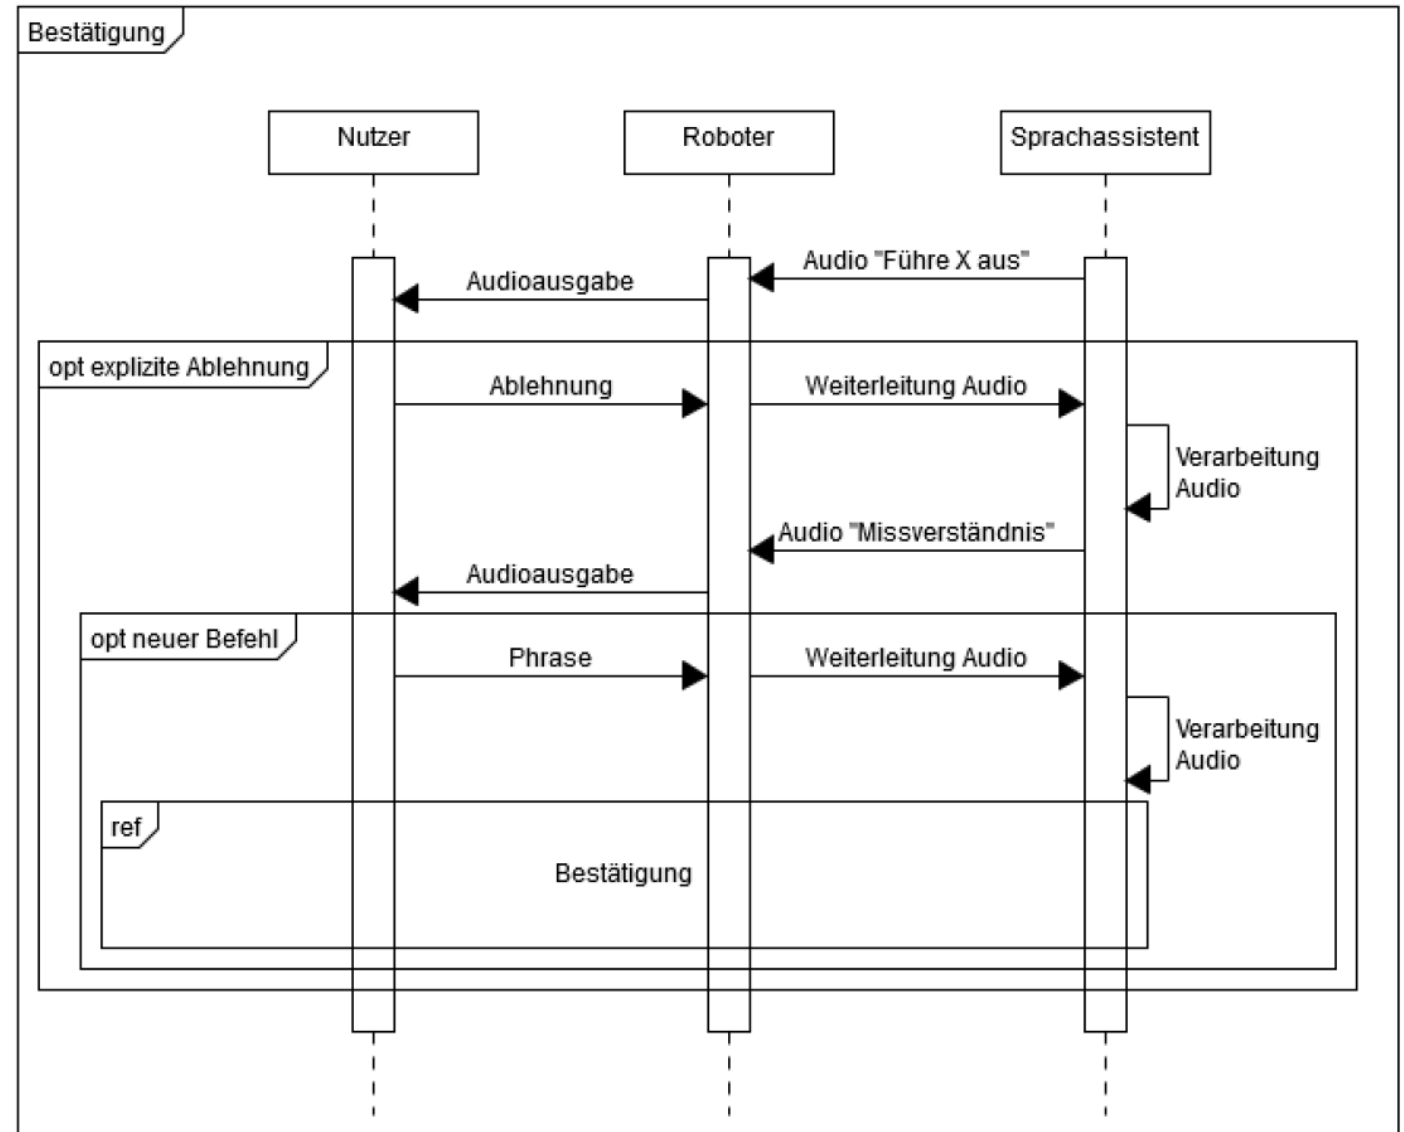 Bestätigung
Nutzer
Roboter
Sprachassistent
Audio "Führe X aus"
Audioausgabe
opt explizite Ablehnung
Ablehnung
Weiterleitung Audio
Verarbeitung
Audio
Audio "Missverständnis"
Audioausgabe
opt neuer Befehl
Phrase
Weiterleitung Audio
Verarbeitung
Audio
ref
Bestätigung